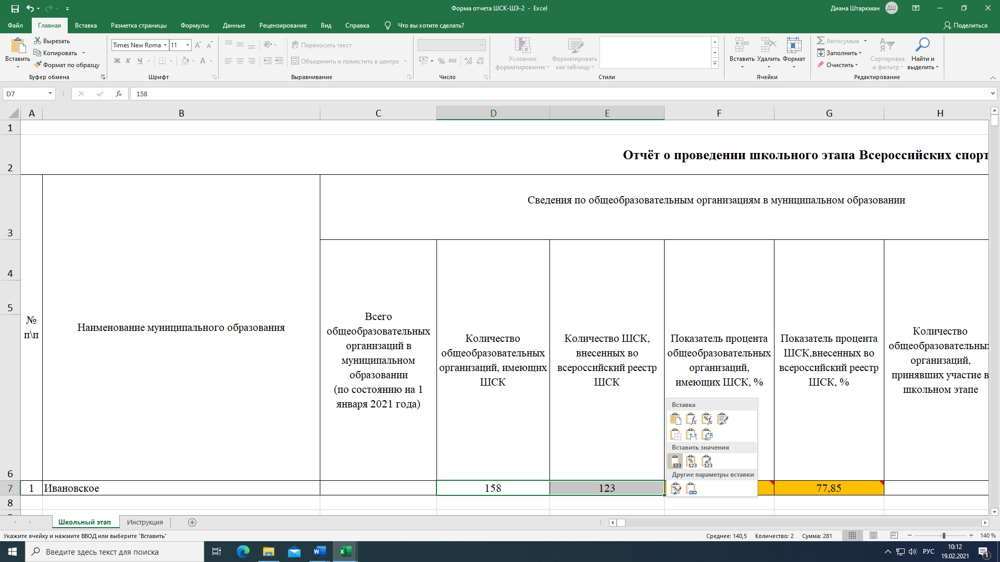 Форма отчета ШСК-ШЭ-2 - Excel
Диана Штаркман ДШ
Файл Главная Вставка Разметка страницы Формулы Данные Рецензирование Вид Справка Что вы хотите сделать? Поделиться
Вставить
Вырезать
Копировать
Формат по образцу
Буфер обмена
Times New Roma 11
Ж К Ч
Шрифт
Переносить текст
Объединить и поместить в центре
Выравнивание
% 000
Число
Условное
форматирование
Форматировать
как таблицу
Стили
Вставить Удалить Формат
Ячейки
Автосумма
Заполнить
Очистить
Сортировка
и фильтр
Найти и
выделить
Редактирование
D7 fx 158
A B C D E F G H
1
2
3
4
5
6
7
8
Отчёт о проведении школьного этапа Всероссийских спорт
Сведения по общеобразовательным организациям в муниципальном образовании
№
п\п
Наименование муниципального образования
Всего
общеобразовательных
организаций в
муниципальном
образовании
(по состоянию на 1
января 2021 года)
Количество
общеобразовательных
организаций, имеющих
ШСК
Количество ШСК,
внесенных во
всероссийский реестр
ШСК
Показатель процента
общеобразовательных
организаций,
имеющих ШСК, %
Показатель процента
ШСК,внесенных во
всероссийский реестр
ШСК, %
Количество
общеобразовательных
организаций,
принявших участие в
школьном этапе
Вставка
Вставить значения
123 123 123
Другие параметры вставки
1 Ивановское 158 123 77,85
Школьный этап Инструкция
Укажите ячейку и нажмите ВВОД или выберите "Вставить"
Среднее: 140,5 Количество: 2 Сумма: 281 140 %
Введите здесь текст для поиска
РУС
10:12
19.02.2021
1